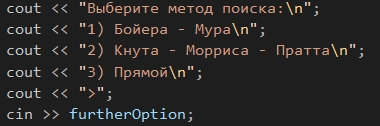 cout << "Выберите метод поиска:\n";
cout << "1) Бойера - Мура\n";
cout << "2) Кнута - Морриса - Пратта\n";
cout << "3) Прямой\n";
cout << ">";
cin >> furtherOption;